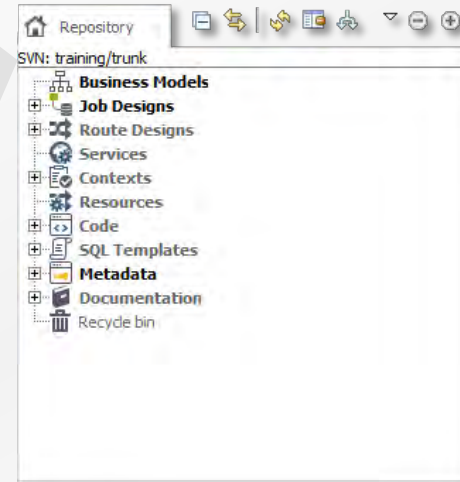 Repository
SVN: training/trunk
Business Models
Job Designs
Route Designs
Services
Contexts
Resources
Code
SQL Templates
Metadata
Documentation
Recycle bin